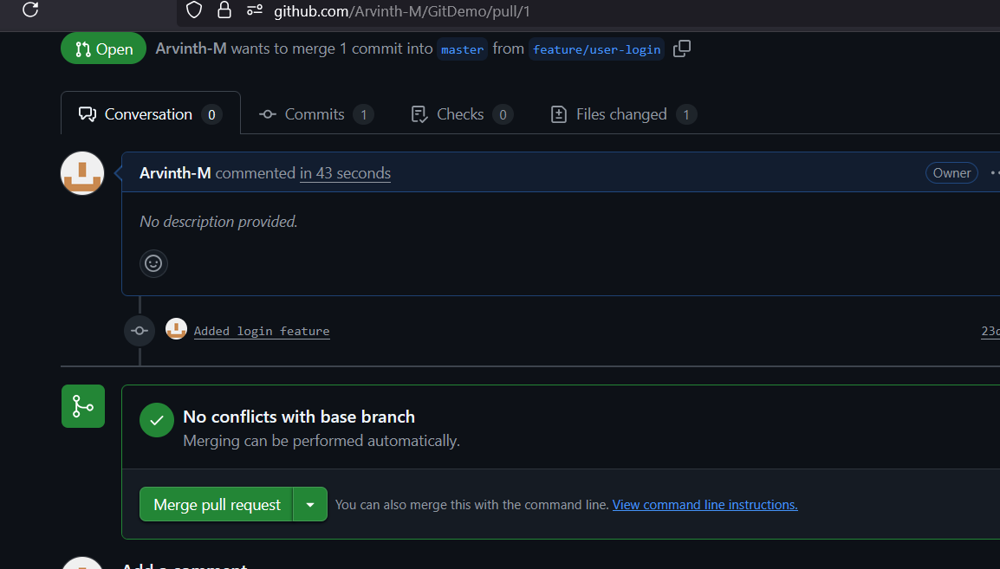 github.com/Arvinth-M/GitDemo/pull/1
Open Arvinth-M wants to merge 1 commit into master from feature/user-login
Conversation 0 Commits 1 Checks 0 Files changed 1
Arvinth-M commented in 43 seconds Owner
No description provided.
Added login feature
No conflicts with base branch
Merging can be performed automatically.
Merge pull request You can also merge this with the command line. View command line instructions.
Add a comment